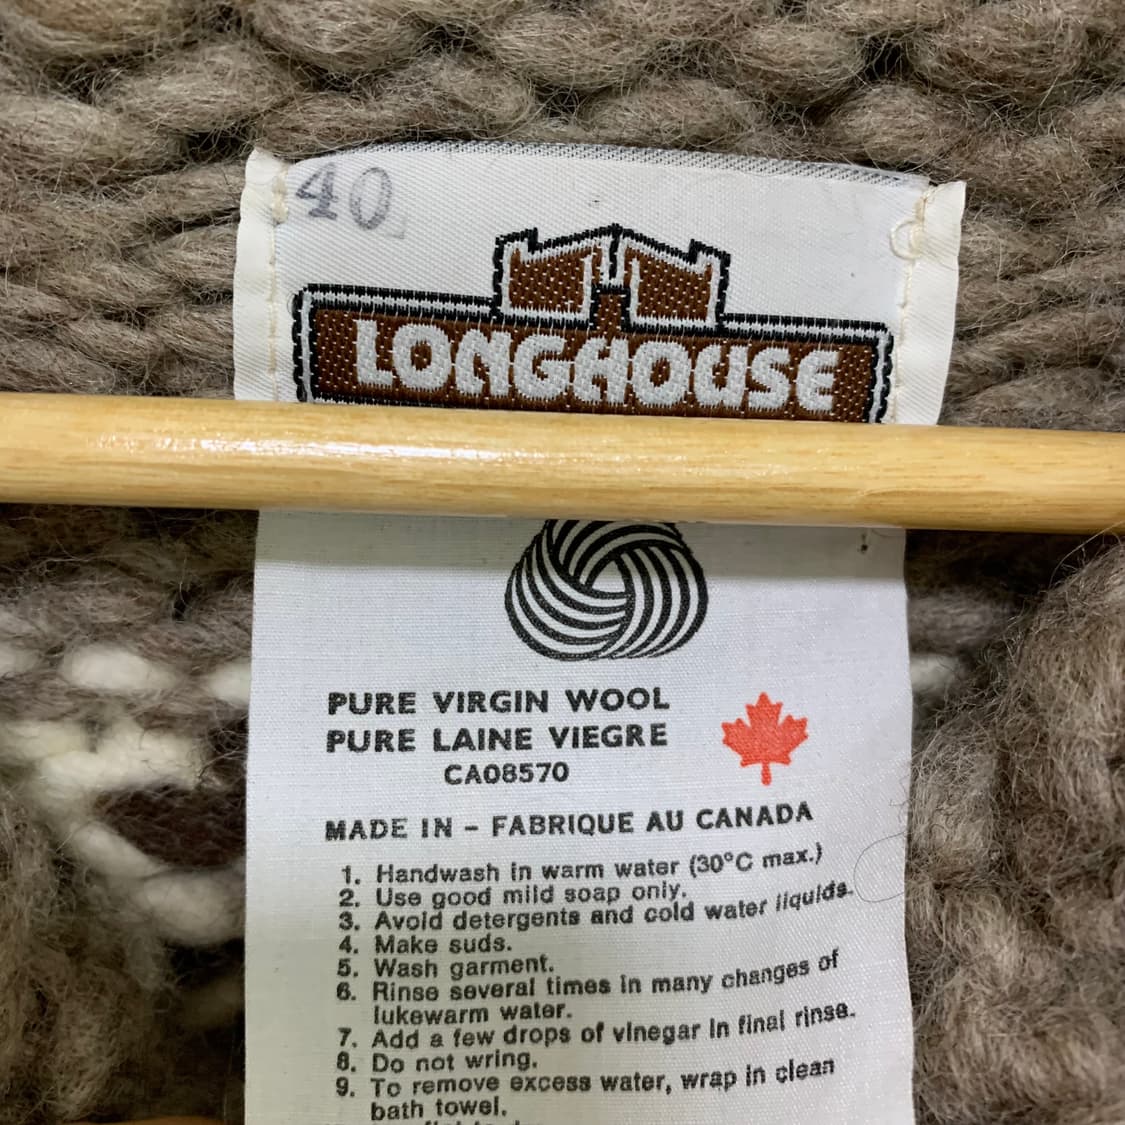 40
LONGHOUSE
PURE VIRGIN WOOL
PURE LAINE VIEGRE
CA08570
MADE IN - FABRIQUE AU CANADA
1. Handwash in warm water (30°C max.)
2. Use good mild soap only.
3. Avoid detergents and cold water liquids.
4. Make suds.
5. Wash garment.
6. Rinse several times in many changes of
lukewarm water.
7. Add a few drops of vinegar in final rinse.
8. Do not wring.
9. To remove excess water, wrap in clean
bath towel.